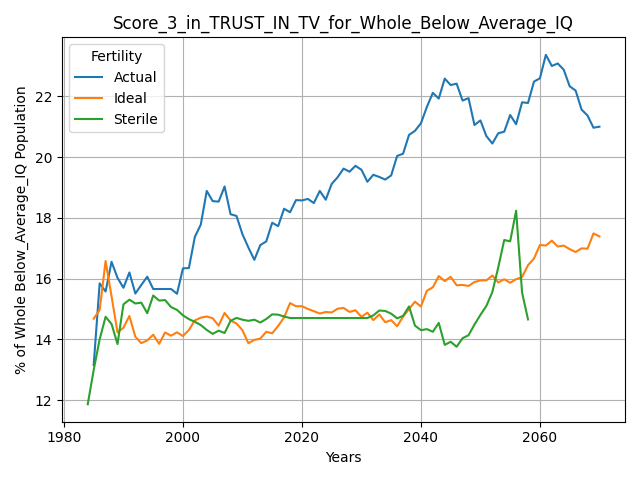 Score_3_in_TRUST_IN_TV_for_Whole_Below_Average_IQ
Fertility
Actual
Ideal
Sterile
% of Whole Below_Average_IQ Population
22
20
18
16
14
12
1980
2000
2020
2040
2060
Years